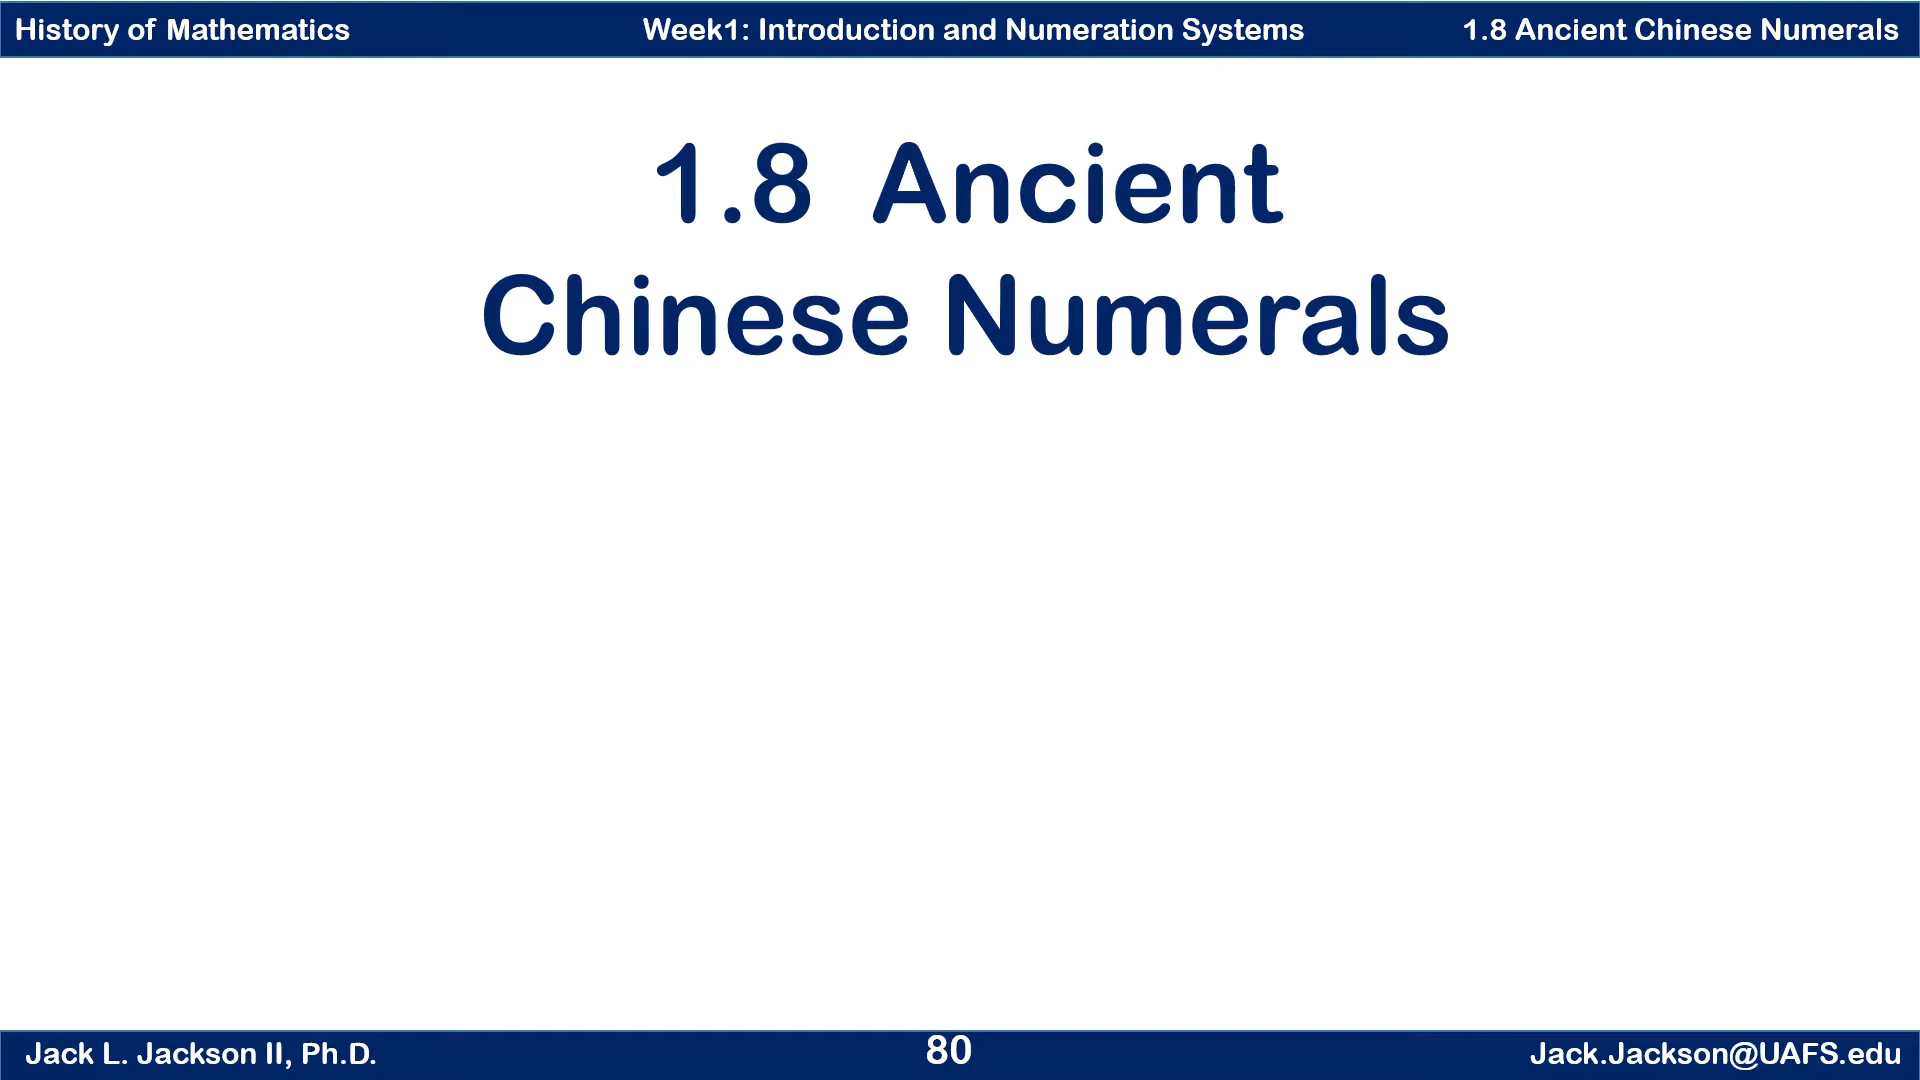 History of Mathematics
Week1: Introduction and Numeration Systems
1.8 Ancient Chinese Numerals
1.8 Ancient
Chinese Numerals
Jack L. Jackson II, Ph.D.
80
Jack.Jackson@UAFS.edu